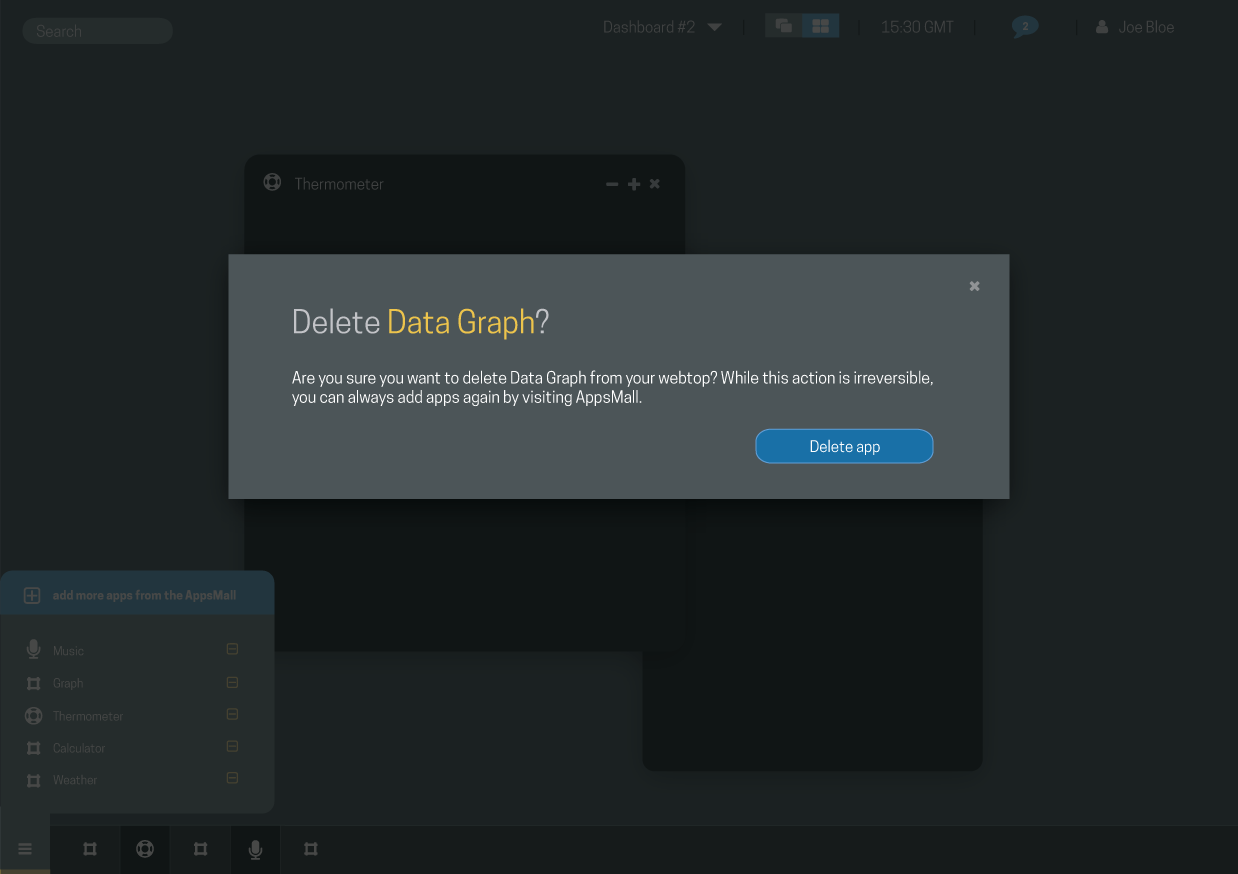 Search
Dashboard #2
15:30 GMT
2
Joe Bloe
Thermometer
Delete Data Graph?
Are you sure you want to delete Data Graph from your webtop? While this action is irreversible,
you can always add apps again by visiting AppsMall.
Delete app
add more apps from the AppsMall
Music
Graph
Thermometer
Calculator
Weather